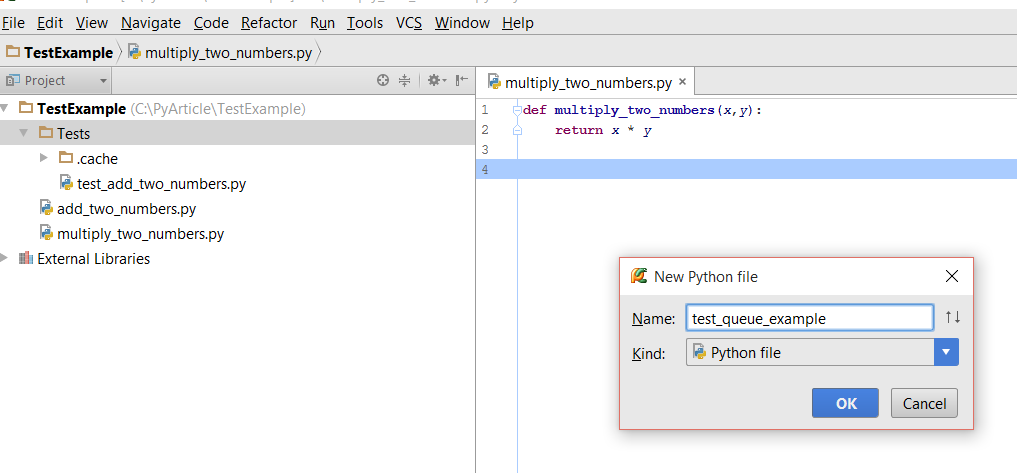 File Edit View Navigate Code Refactor Run Tools VCS Window Help
TestExample multiply_two_numbers.py
Project
multiply_two_numbers.py ×
TestExample (C:\PyArticle\TestExample)
Tests
.cache
test_add_two_numbers.py
add_two_numbers.py
multiply_two_numbers.py
External Libraries
1 def multiply_two_numbers(x,y):
2 return x * y
3
4
New Python file
Name: test_queue_example
Kind: Python file
OK Cancel